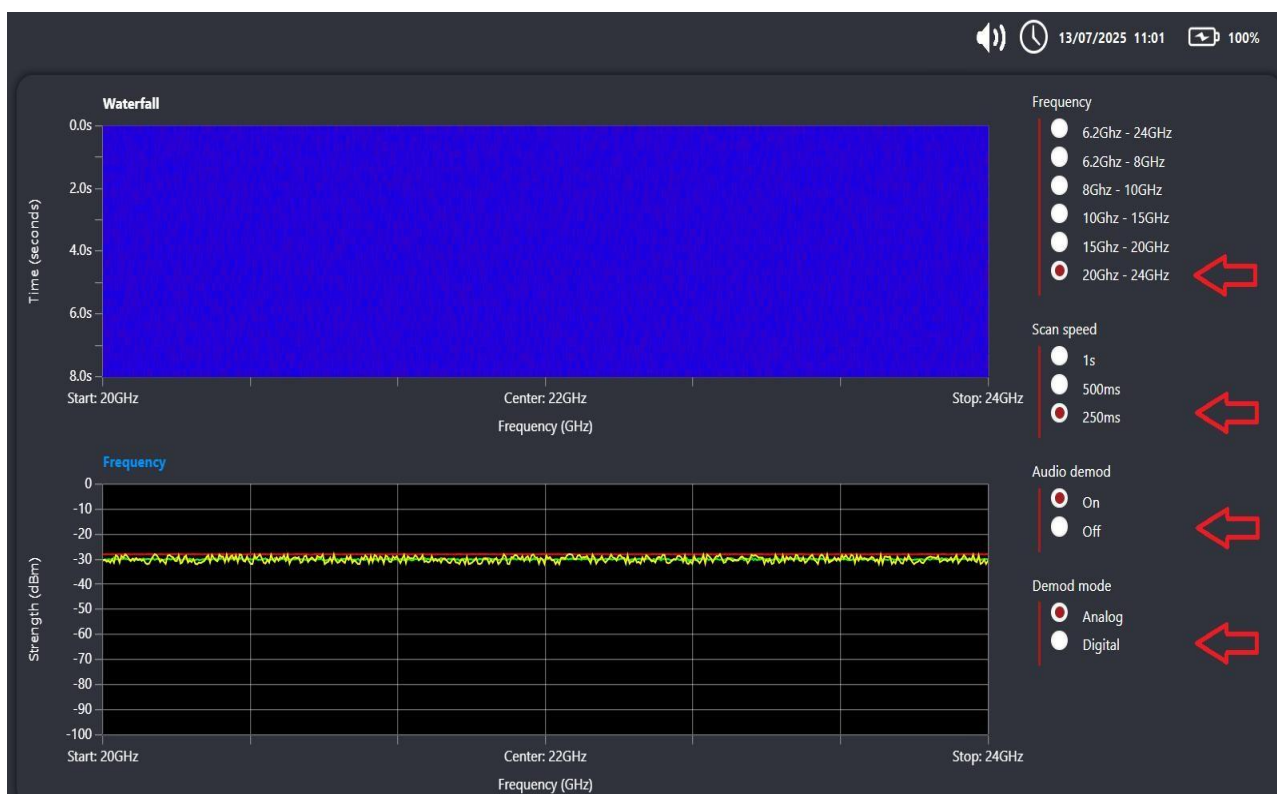 13/07/2025 11:01 100%
Waterfall
0.0s
2.0s
4.0s
6.0s
8.0s
Time (seconds)
Start: 20GHz Center: 22GHz Stop: 24GHz
Frequency (GHz)
Frequency
0
-10
-20
-30
-40
-50
-60
-70
-80
-90
-100
Strength (dBm)
Start: 20GHz Center: 22GHz Stop: 24GHz
Frequency (GHz)
Frequency
6.2Ghz - 24GHz
6.2Ghz - 8GHz
8Ghz - 10GHz
10Ghz - 15GHz
15Ghz - 20GHz
20Ghz - 24GHz
Scan speed
1s
500ms
250ms
Audio demod
On
Off
Demod mode
Analog
Digital